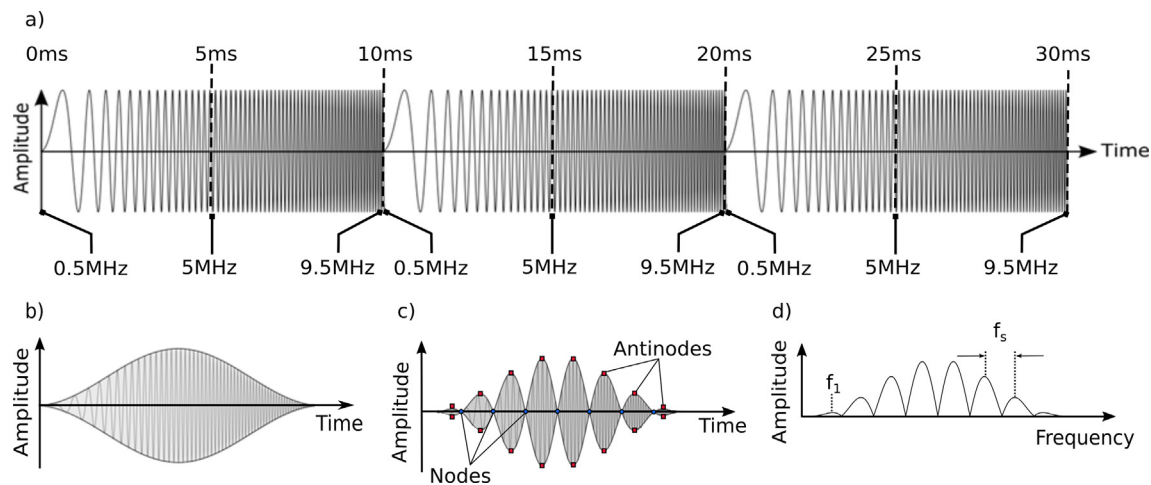 a)
0ms 5ms 10ms 15ms 20ms 25ms 30ms
Amplitude
Time
0.5MHz 5MHz 9.5MHz 0.5MHz 5MHz 9.5MHz 0.5MHz 5MHz 9.5MHz
b)
Amplitude
Time
c)
Amplitude
Antinodes
Time
Nodes
d)
Amplitude
f1
fs
Frequency